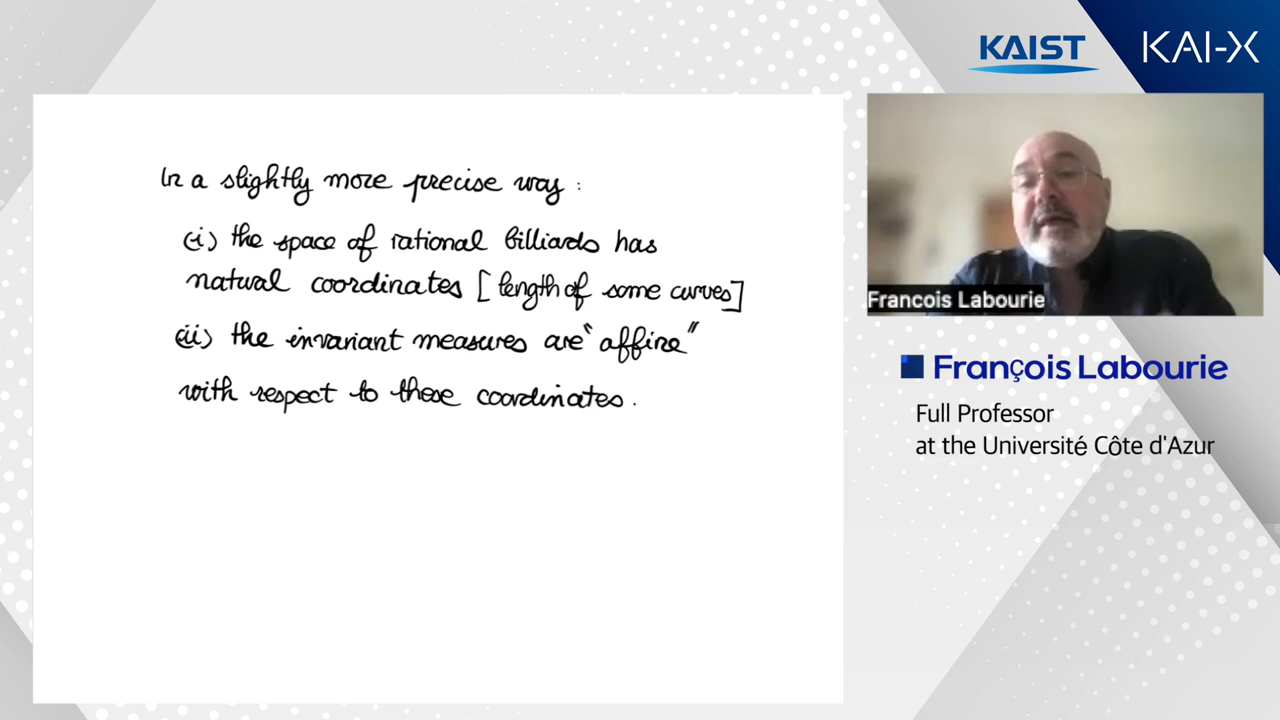 KAIST
KAI-X
In a slightly more precise way :
(i) the space of rational billiards has
natural coordinates [length of some curves]
(ii) the invariant measures are "affine"
with respect to these coordinates.
Francois Labourie
François Labourie
Full Professor
at the Université Côte d'Azur